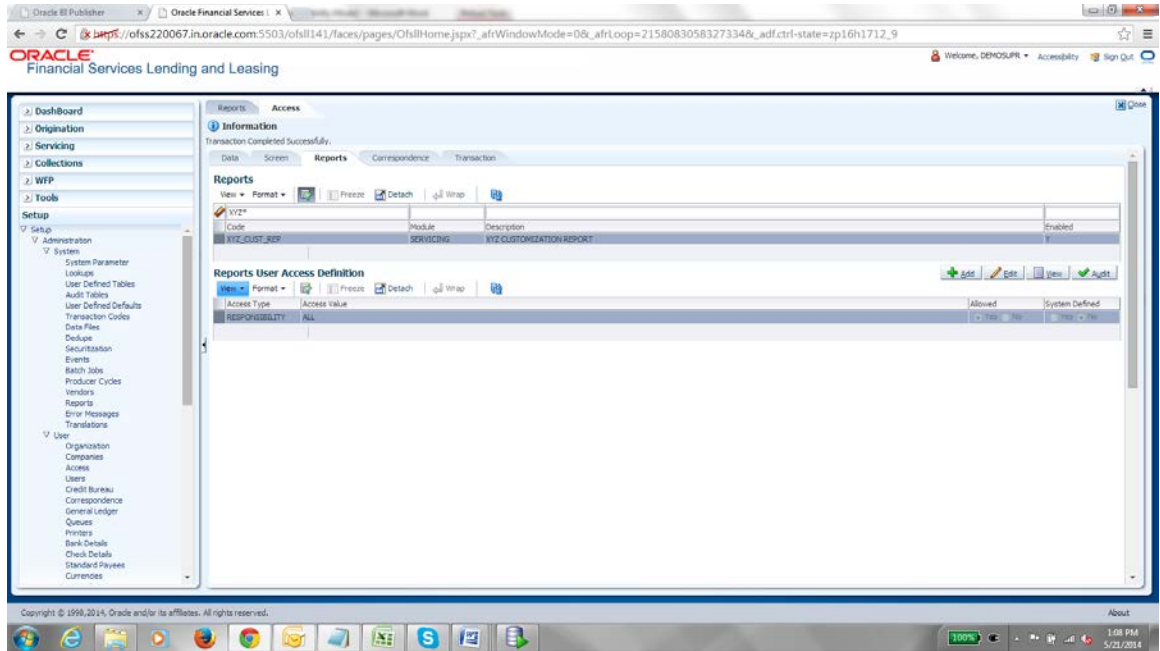 Oracle BI Publisher
Oracle Financial Services L
https://ofss220067.in.oracle.com:5503/ofsll141/faces/pages/OfsllHome.jspx?_afrWindowMode=0&_afrLoop=21580830583273348&_adf.ctrl-state=zp16h1712_9
ORACLE
Financial Services Lending and Leasing
Welcome, DEMOSUPR Accessibility Sign Out
DashBoard
Origination
Servicing
Collections
WFP
Tools
Setup
Setup
Administration
System
System Parameter
Lookups
User Defined Tables
Audit Tables
User Defined Defaults
Transaction Codes
Data Files
Dedupe
Securitization
Events
Batch Jobs
Producer Cycles
Vendors
Reports
Error Messages
Translations
User
Organization
Companies
Access
Users
Credit Bureau
Correspondence
General Ledger
Queues
Printers
Bank Details
Check Details
Standard Payees
Currencies
Reports Access
Close
Information
Transaction Completed Successfully.
Data Screen Reports Correspondence Transaction
Reports
View Format Freeze Detach Wrap
XYZ*
Code Module Description Enabled
XYZ_CUST_REP SERVICING XYZ CUSTOMIZATION REPORT Y
Reports User Access Definition
Add Edit View Audit
View Format Freeze Detach Wrap
Access Type Access Value Allowed System Defined
RESPONSIBILITY ALL Yes No Yes No
Copyright © 1998,2014, Oracle and/or its affiliates. All rights reserved.
About
100%
1:08 PM
5/21/2014